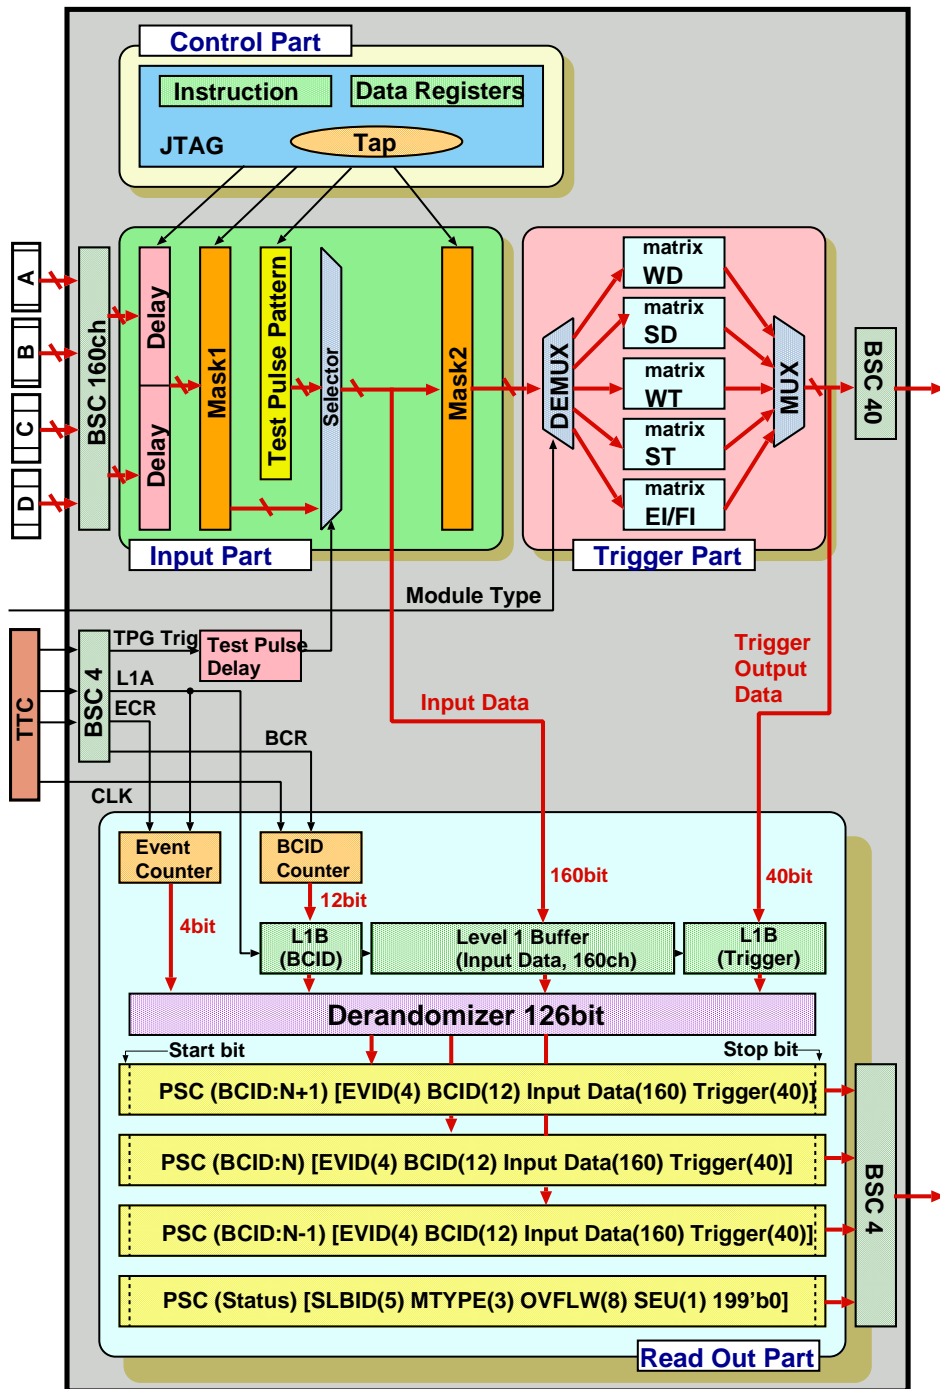 Control Part
Instruction
Data Registers
JTAG
Tap
A
B
C
D
BSC 160ch
Delay
Delay
Mask1
Test Pulse Pattern
Selector
Mask2
Input Part
DEMUX
matrix
WD
matrix
SD
matrix
WT
matrix
ST
matrix
EI/FI
MUX
Trigger Part
BSC 40
Module Type
TTC
BSC 4
TPG Trig
L1A
ECR
BCR
CLK
Test Pulse
Delay
Input Data
Trigger
Output
Data
Event
Counter
BCID
Counter
4bit
12bit
160bit
40bit
L1B
(BCID)
Level 1 Buffer
(Input Data, 160ch)
L1B
(Trigger)
Derandomizer 126bit
Start bit
Stop bit
PSC (BCID:N+1) [EVID(4) BCID(12) Input Data(160) Trigger(40)]
PSC (BCID:N) [EVID(4) BCID(12) Input Data(160) Trigger(40)]
PSC (BCID:N-1) [EVID(4) BCID(12) Input Data(160) Trigger(40)]
PSC (Status) [SLBID(5) MTYPE(3) OVFLW(8) SEU(1) 199'b0]
BSC 4
Read Out Part